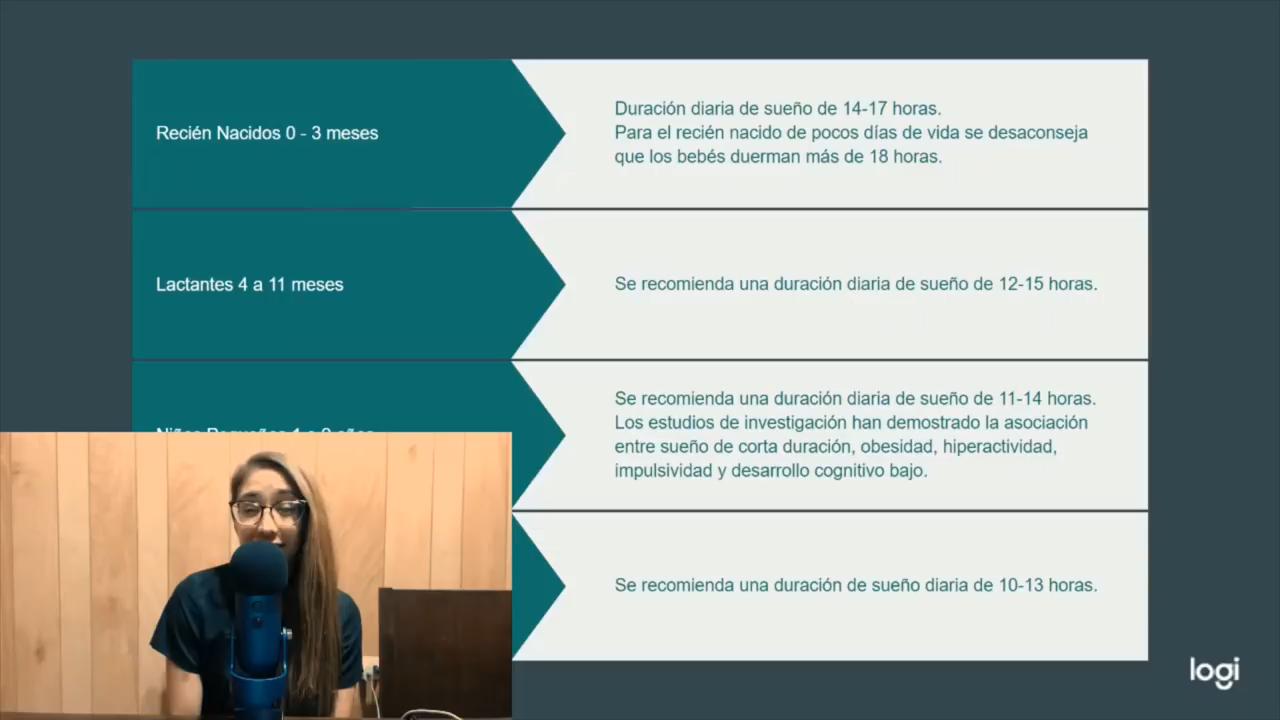 Recién Nacidos 0 - 3 meses
Duración diaria de sueño de 14-17 horas.
Para el recién nacido de pocos días de vida se desaconseja
que los bebés duerman más de 18 horas.
Lactantes 4 a 11 meses
Se recomienda una duración diaria de sueño de 12-15 horas.
Niños Pequeños 1 a
Se recomienda una duración diaria de sueño de 11-14 horas.
Los estudios de investigación han demostrado la asociación
entre sueño de corta duración, obesidad, hiperactividad,
impulsividad y desarrollo cognitivo bajo.
Se recomienda una duración de sueño diaria de 10-13 horas.
logi